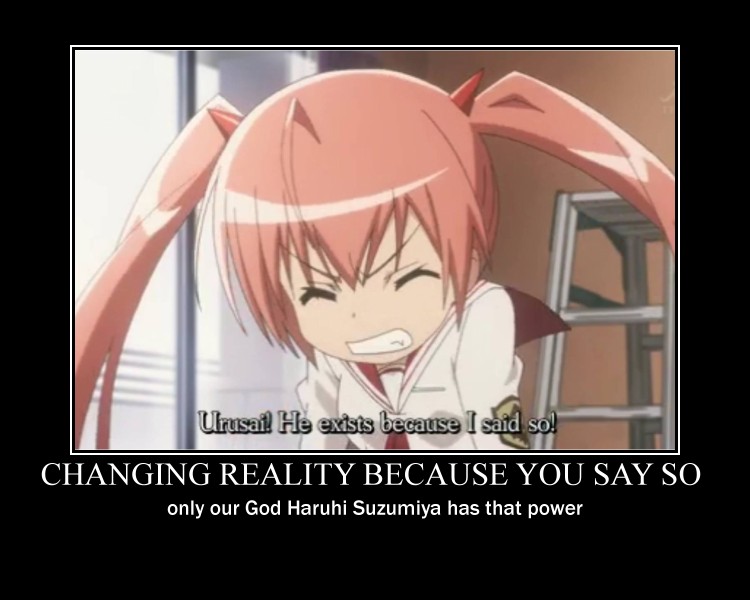 Urusai! He exists because I said so!
CHANGING REALITY BECAUSE YOU SAY SO
only our God Haruhi Suzumiya has that power